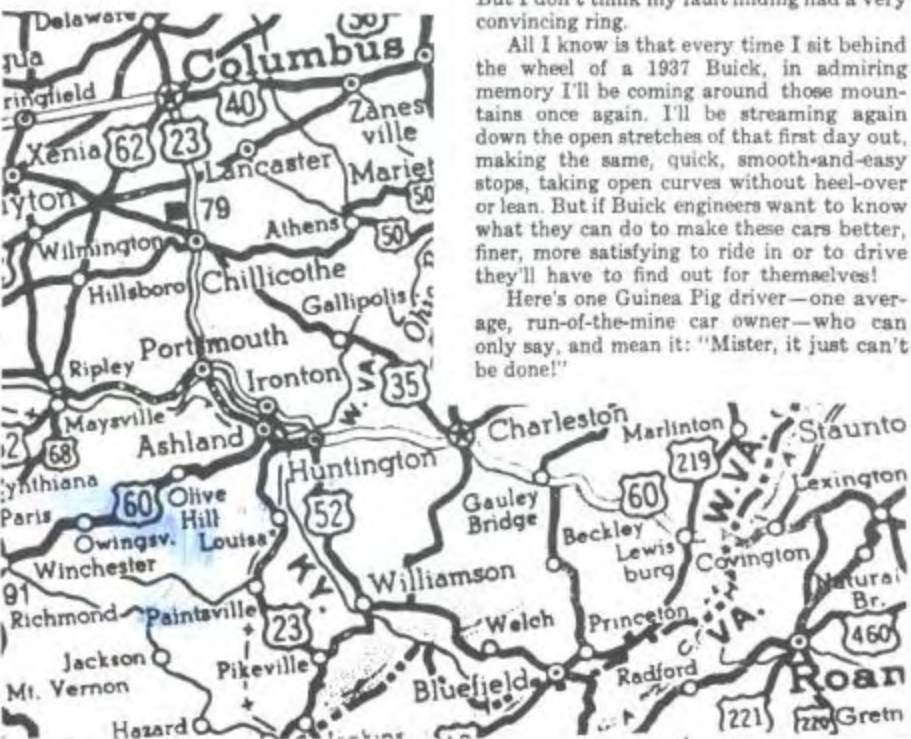 convincing ring.
All I know is that every time I sit behind
the wheel of a 1937 Buick, in admiring
memory I'll be coming around those moun-
tains once again. I'll be streaming again
down the open stretches of that first day out,
making the same, quick, smooth-and-easy
stops, taking open curves without heel-over
or lean. But if Buick engineers want to know
what they can do to make these cars better,
finer, more satisfying to ride in or to drive
they'll have to find out for themselves!
Here's one Guinea Pig driver—one aver-
age, run-of-the-mine car owner—who can
only say, and mean it: "Mister, it just can't
be done!"
Delaware
Columbus
40
Zanes
ville
Xenia
62
23
Lancaster
Mariet
50
79
Athens
50
Wilmington
Chillicothe
Hillsboro
Gallipolis
Ohio
Portsmouth
Ripley
Ironton
W. VA.
35
Maysville
68
Ashland
Huntington
Charleston
Marlinton
219
W. VA.
Staunto
Lexington
ynthiana
60
Olive
Hill
Paris
Owingsv.
Louisa
52
Gauley
Bridge
60
Beckley
Lewis
burg
Covington
Winchester
KY.
Williamson
Natural
Br.
91
Richmond
Paintsville
23
Welch
Princeton
VA.
460
Jackson
Pikeville
Bluefield
Radford
Roan
Mt. Vernon
Hazard
221
220
Gretn